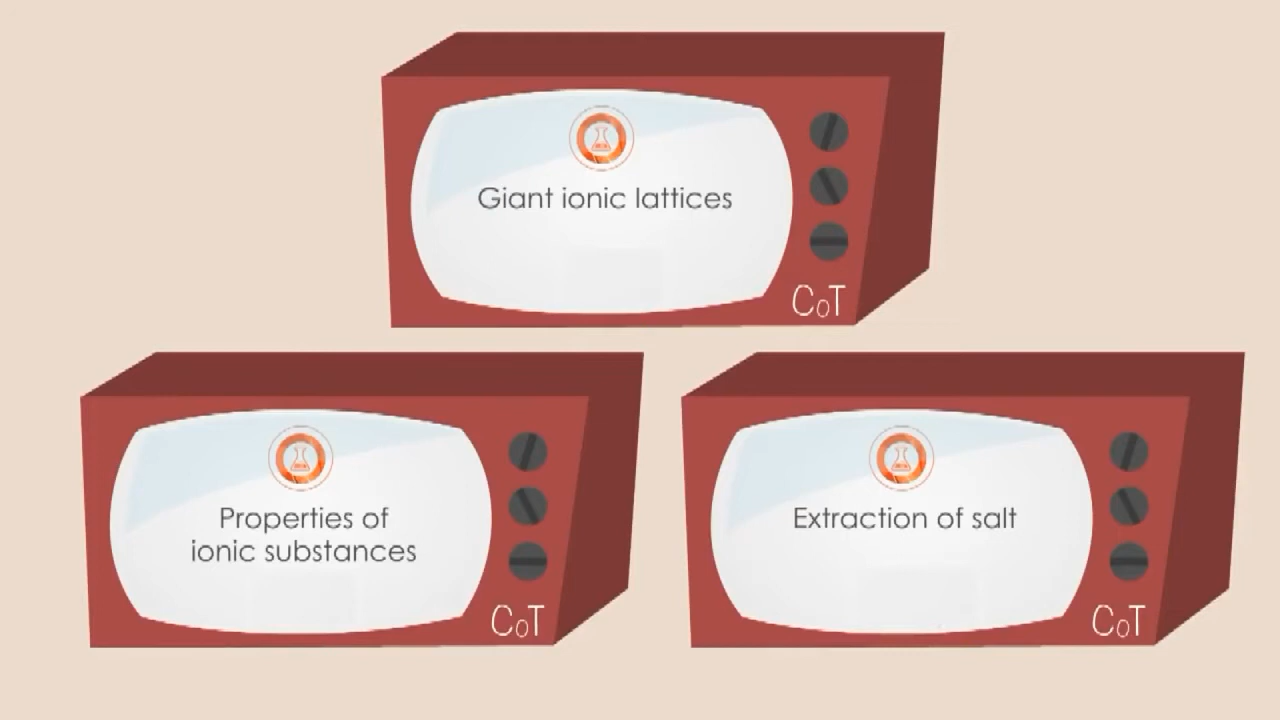 Giant ionic lattices
CoT
Properties of
ionic substances
CoT
Extraction of salt
CoT